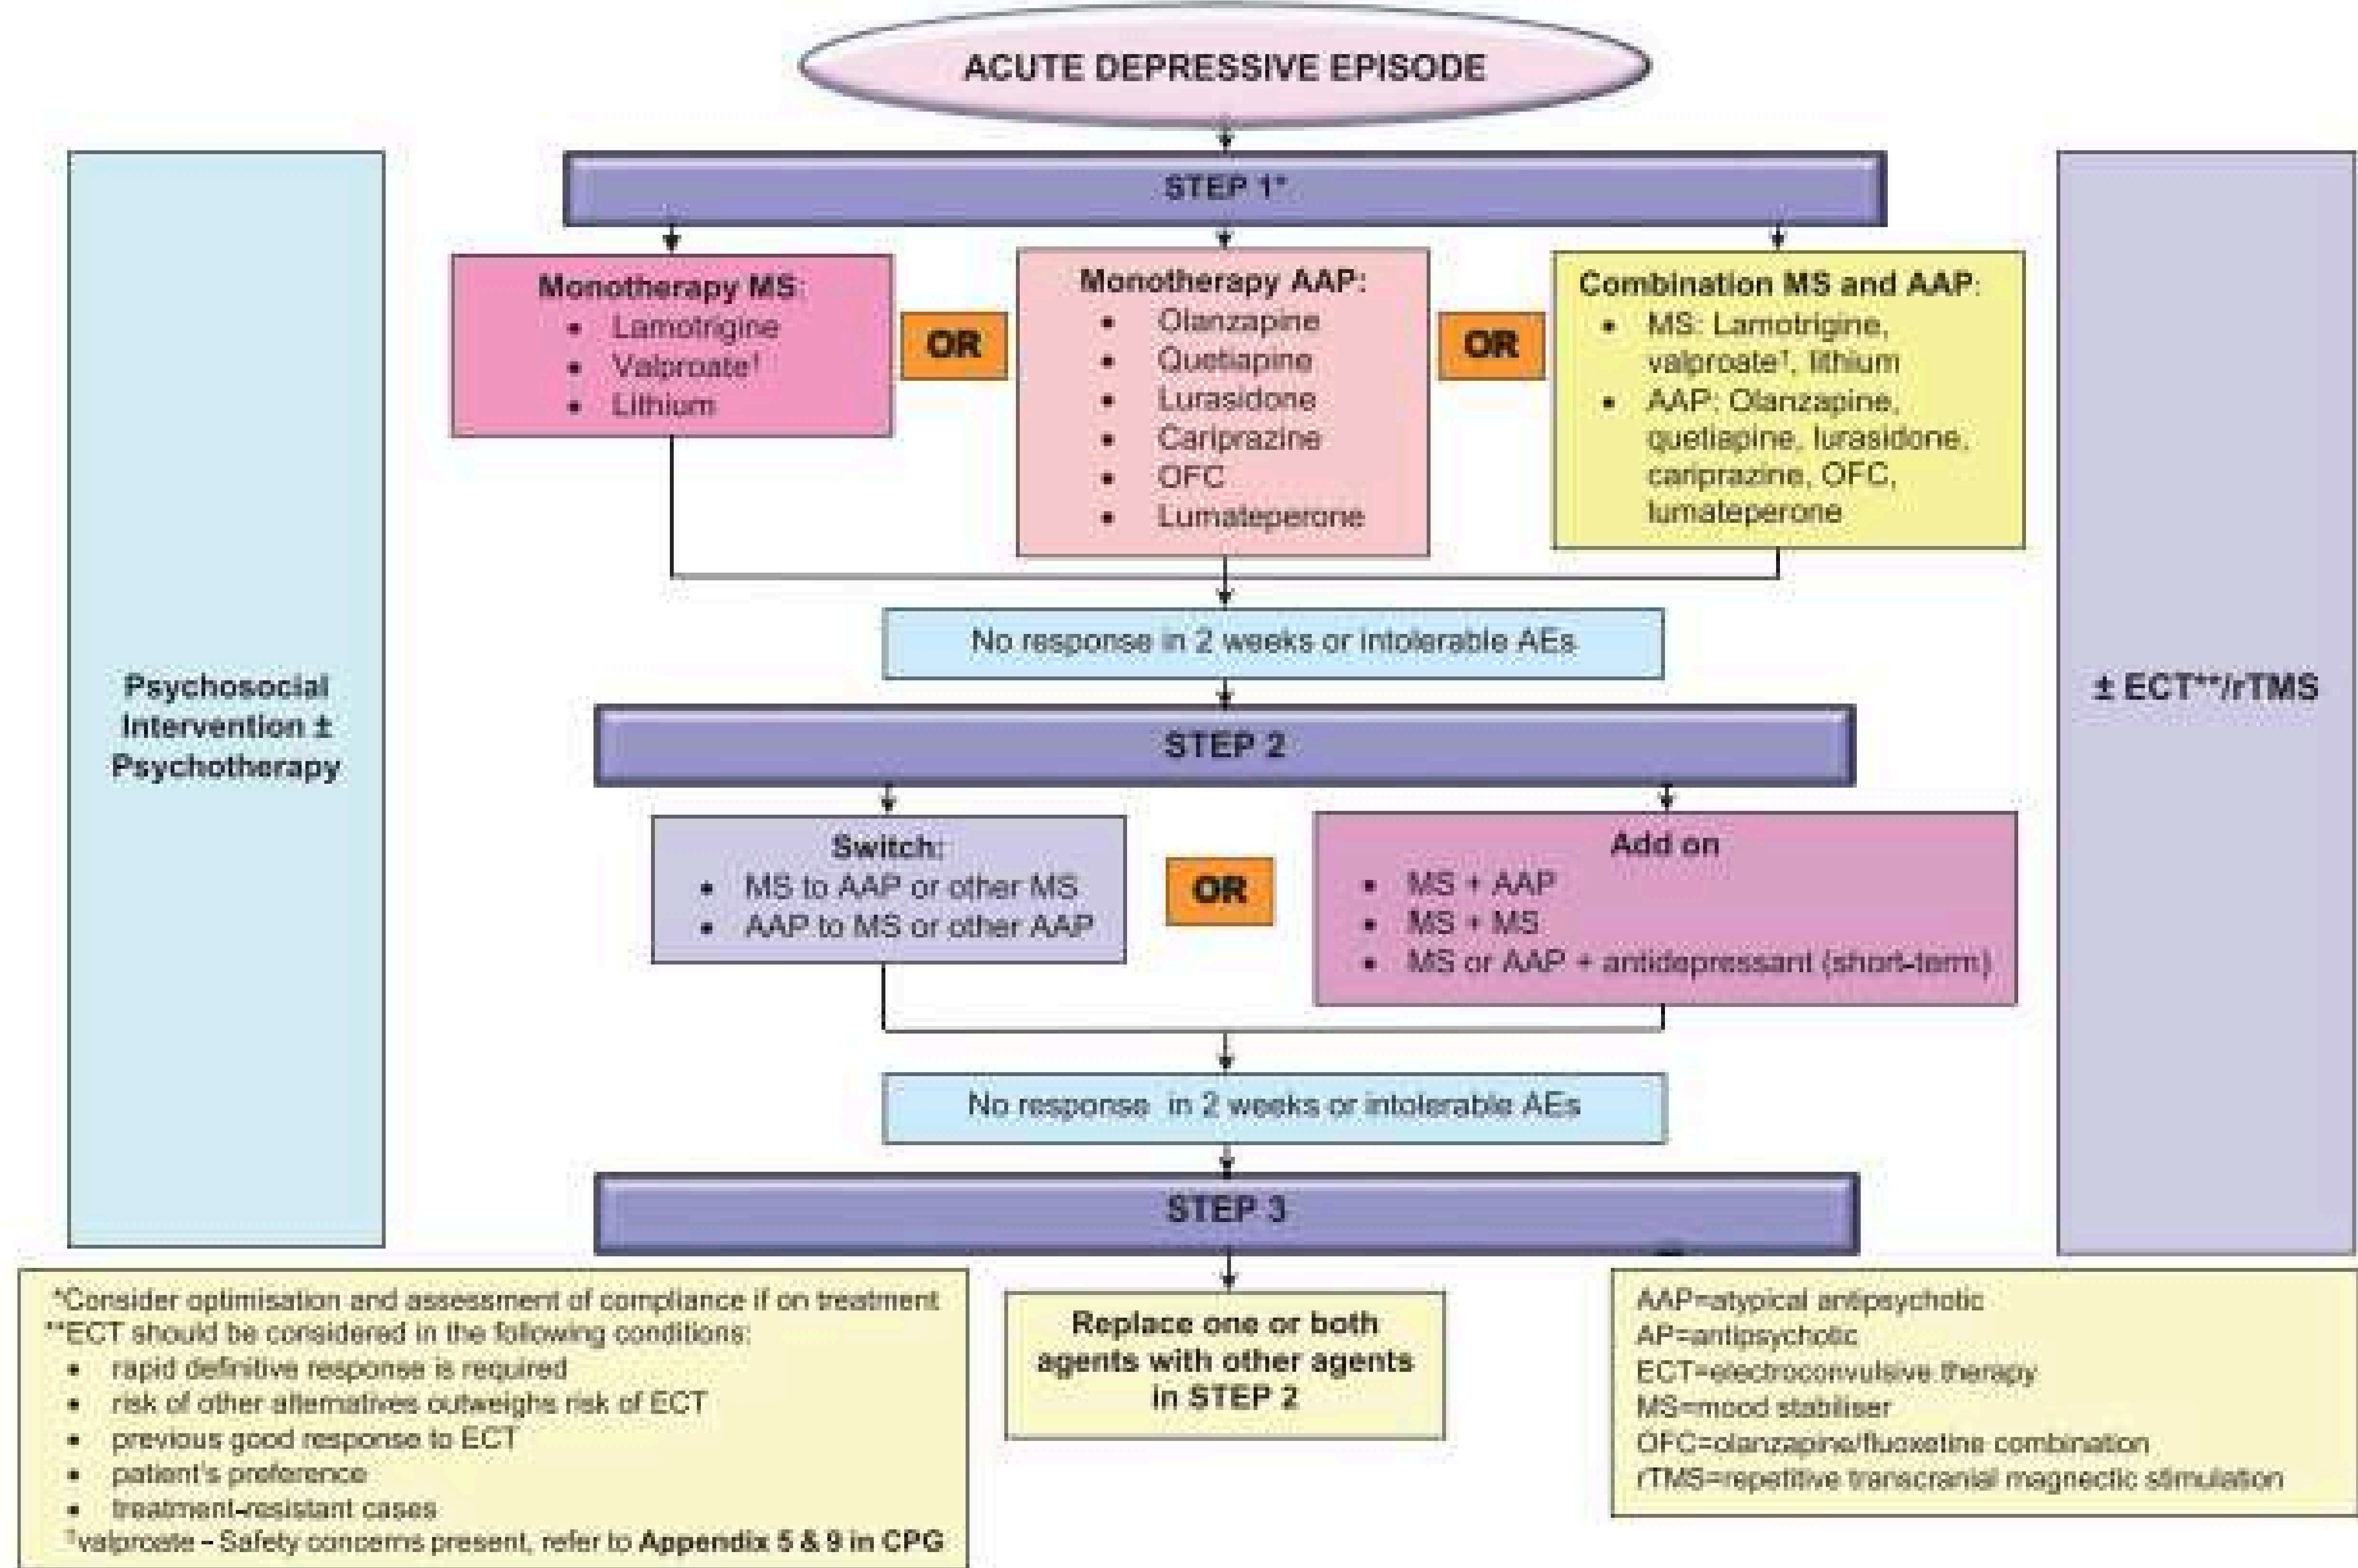 ACUTE DEPRESSIVE EPISODE
STEP 1*
Monotherapy MS:
• Lamotrigine
• Valproate†
• Lithium
OR
Monotherapy AAP:
• Olanzapine
• Quetiapine
• Lurasidone
• Cariprazine
• OFC
• Lumateperone
OR
Combination MS and AAP:
• MS: Lamotrigine,
valproate†, lithium
• AAP: Olanzapine,
quetiapine, lurasidone,
cariprazine, OFC,
lumateperone
No response in 2 weeks or intolerable AEs
Psychosocial
Intervention ±
Psychotherapy
± ECT**/rTMS
STEP 2
Switch:
• MS to AAP or other MS
• AAP to MS or other AAP
OR
Add on
• MS + AAP
• MS + MS
• MS or AAP + antidepressant (short-term)
No response in 2 weeks or intolerable AEs
STEP 3
Replace one or both
agents with other agents
in STEP 2
*Consider optimisation and assessment of compliance if on treatment
**ECT should be considered in the following conditions:
• rapid definitive response is required
• risk of other alternatives outweighs risk of ECT
• previous good response to ECT
• patient's preference
• treatment-resistant cases
†valproate – Safety concerns present, refer to Appendix 5 & 9 in CPG
AAP=atypical antipsychotic
AP=antipsychotic
ECT=electroconvulsive therapy
MS=mood stabiliser
OFC=olanzapine/fluoxetine combination
rTMS=repetitive transcranial magnectic stimulation